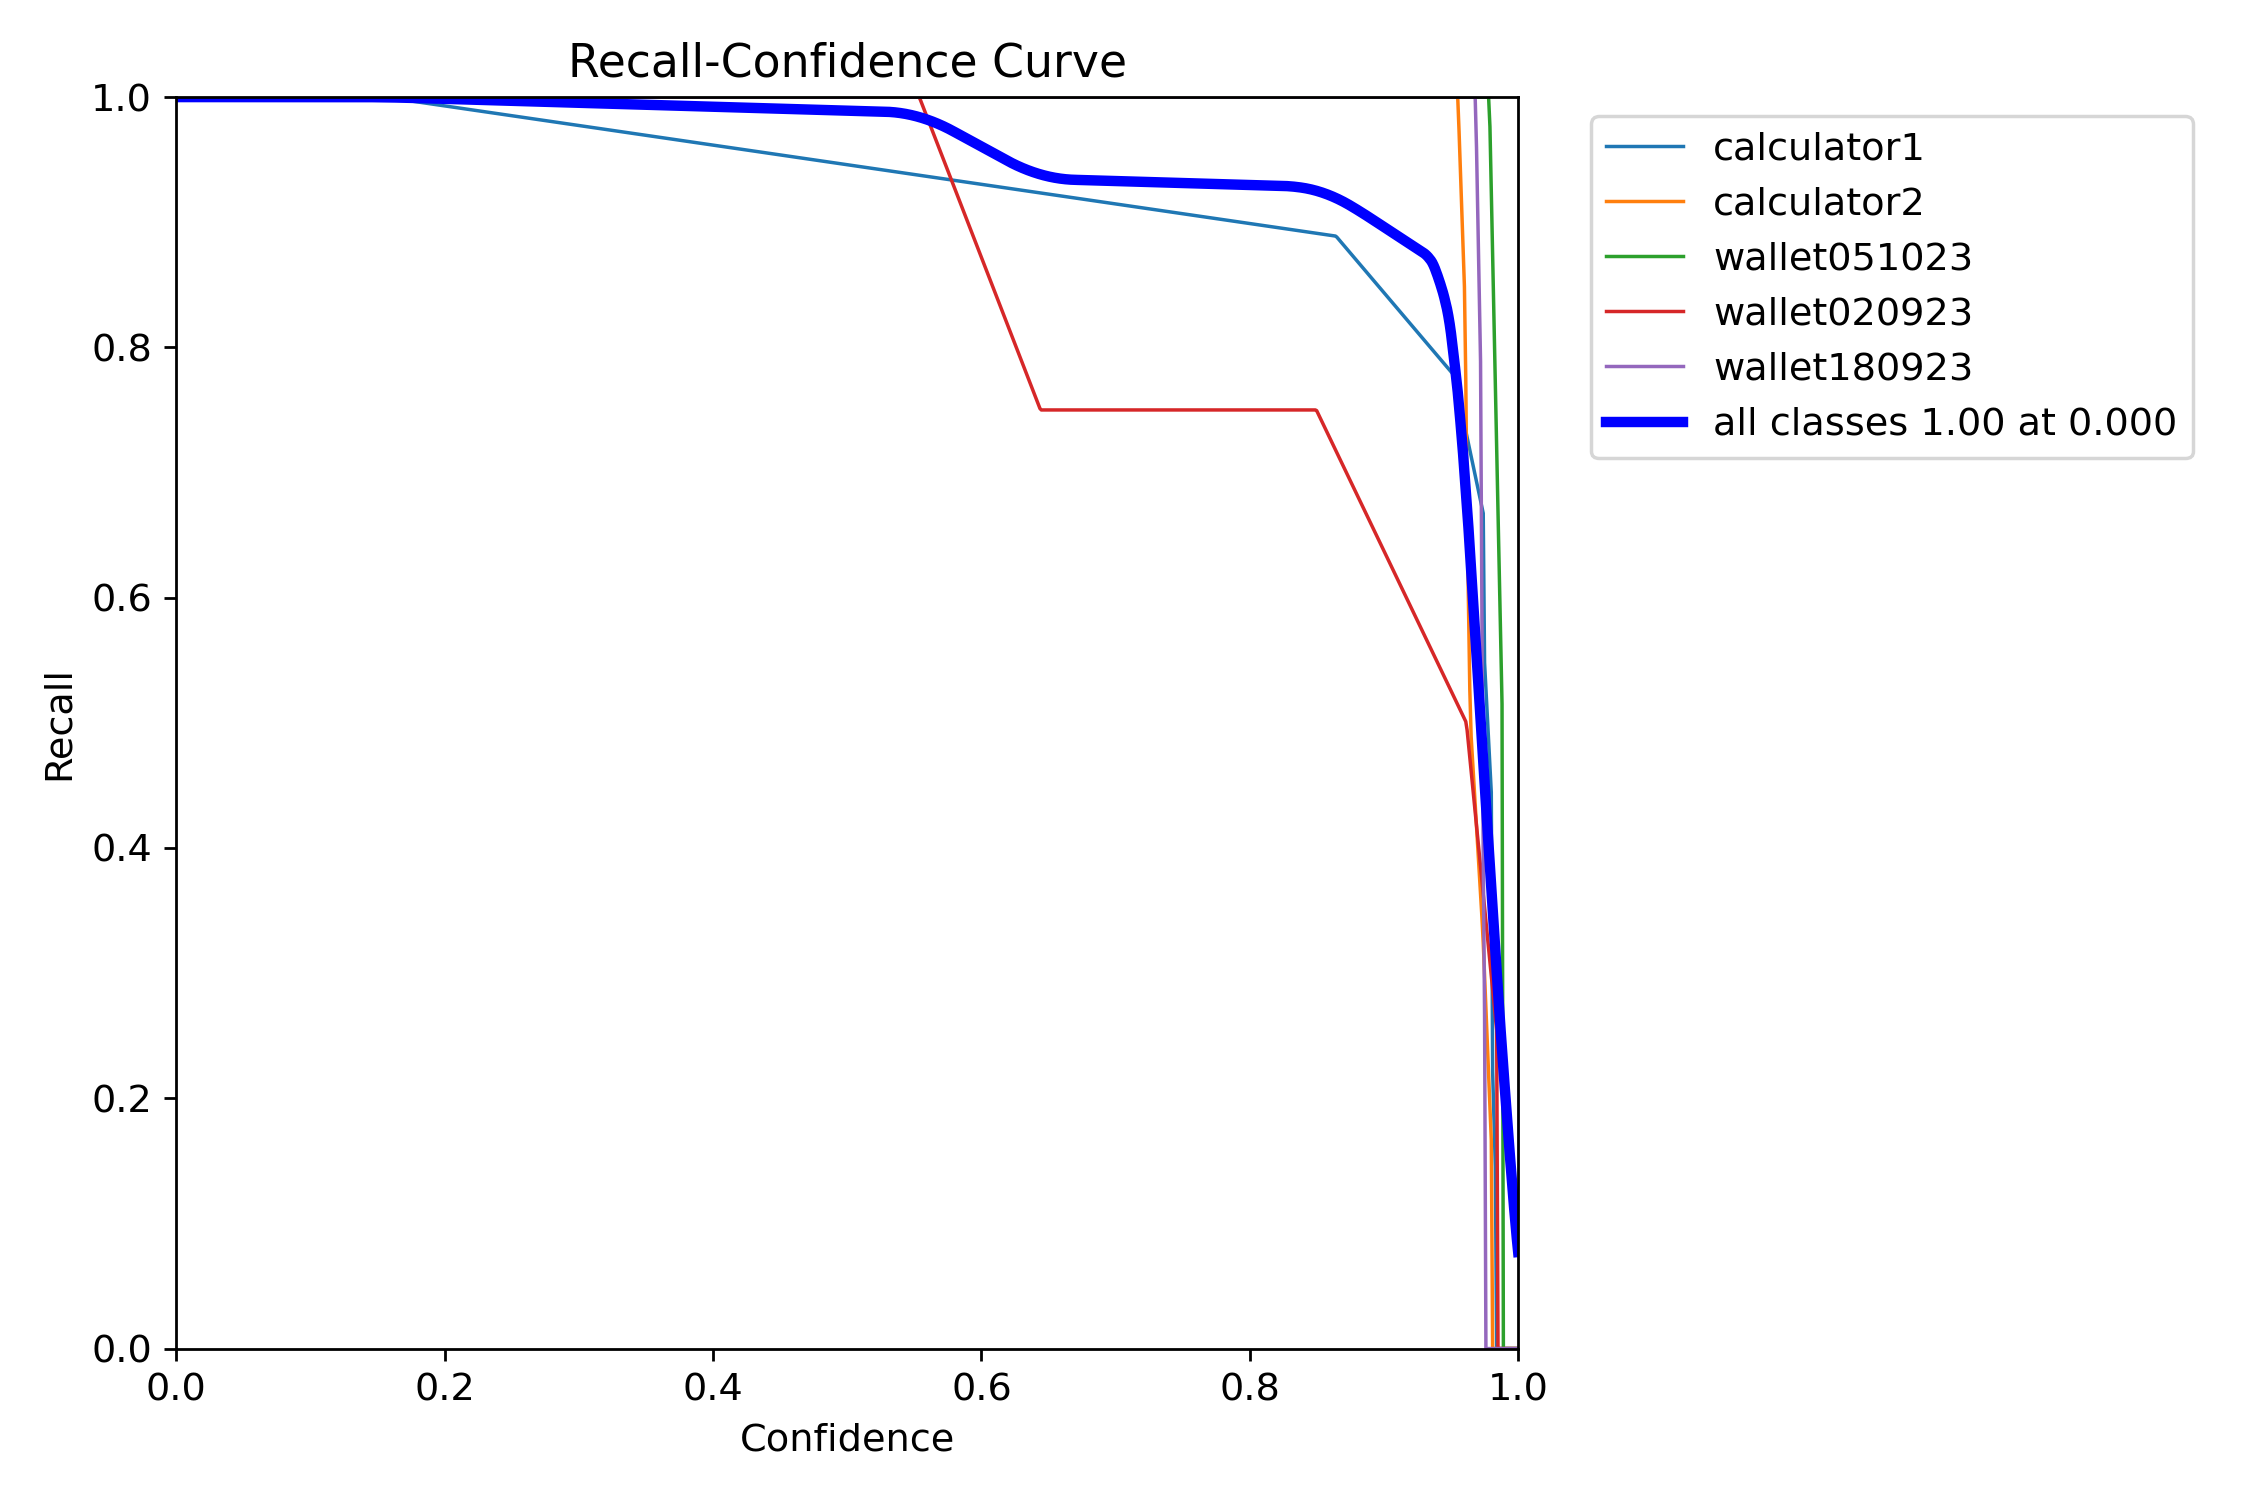 Recall-Confidence Curve
1.0
0.8
0.6
0.4
0.2
0.0
Recall
0.0 0.2 0.4 0.6 0.8 1.0
Confidence
calculator1
calculator2
wallet051023
wallet020923
wallet180923
all classes 1.00 at 0.000